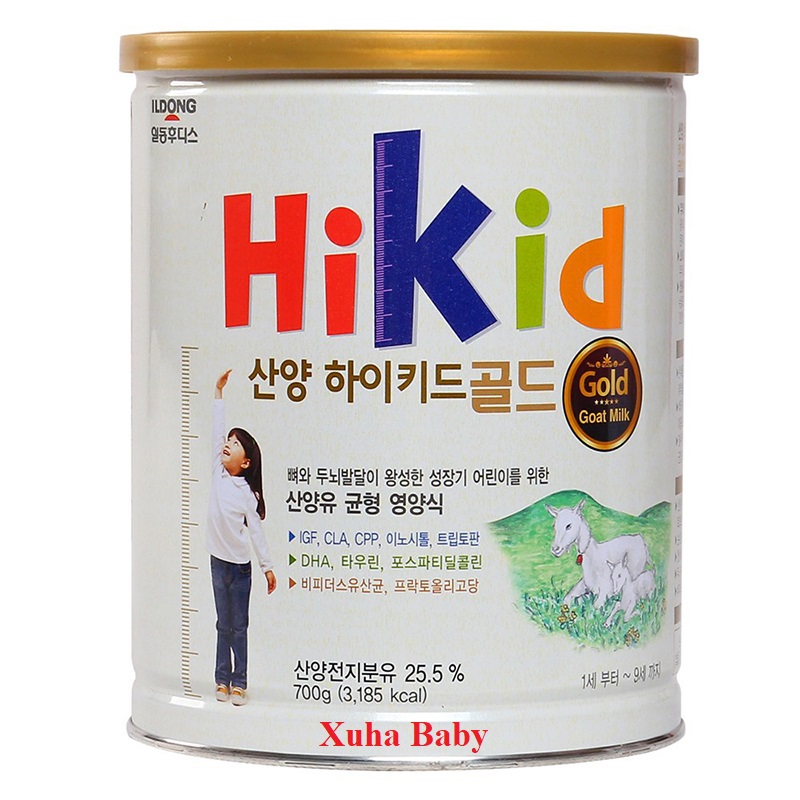 ILDONG
일동후디스
HiKid
산양 하이키드골드
Gold
Goat Milk
뼈와 두뇌발달이 왕성한 성장기 어린이를 위한
산양유 균형 영양식
▶IGF, CLA, CPP, 이노시톨, 트립토판
▶DHA, 타우린, 포스파티딜콜린
▶비피더스유산균, 프락토올리고당
산양전지분유 25.5 %
700g (3,185 kcal)
1세 부터 ~ 9세 까지
Xuha Baby